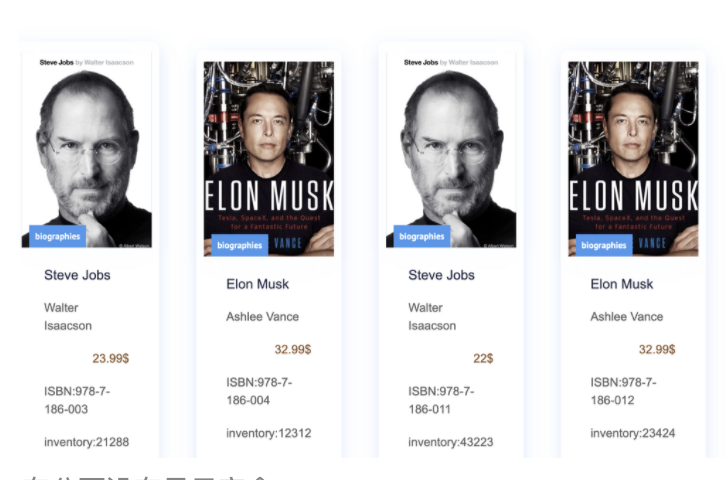 Steve Jobs by Walter Isaacson
biographies
© Albert Watson
Steve Jobs
Walter
Isaacson
23.99$
ISBN:978-7-
186-003
inventory:21288
ELON MUSK
Tesla, SpaceX, and the Quest
for a Fantastic Future
biographies
VANCE
Elon Musk
Ashlee Vance
32.99$
ISBN:978-7-
186-004
inventory:12312
Steve Jobs by Walter Isaacson
biographies
© Albert Watson
Steve Jobs
Walter
Isaacson
22$
ISBN:978-7-
186-011
inventory:43223
ELON MUSK
Tesla, SpaceX, and the Quest
for a Fantastic Future
biographies
VANCE
Elon Musk
Ashlee Vance
32.99$
ISBN:978-7-
186-012
inventory:23424